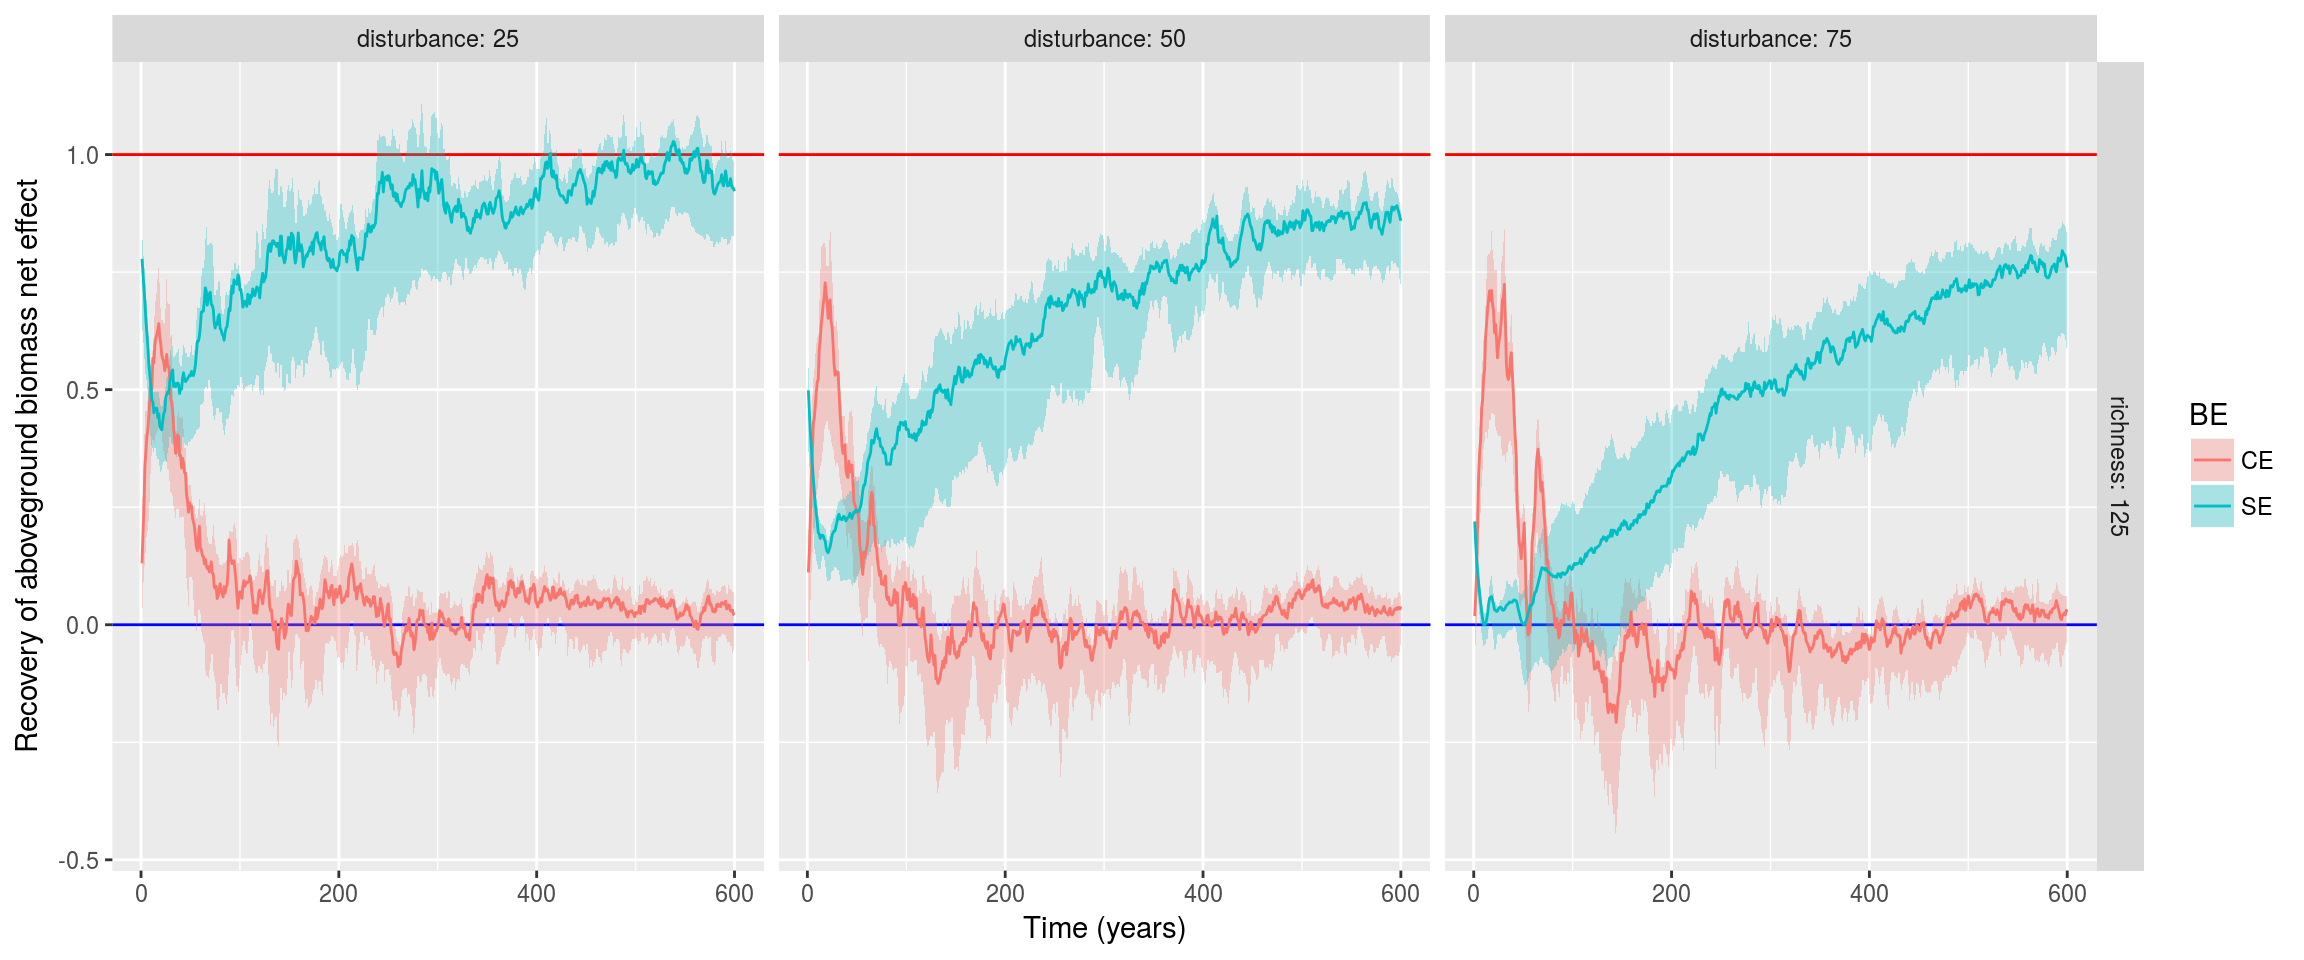 disturbance: 25
disturbance: 50
disturbance: 75
Recovery of aboveground biomass net effect
1.0
0.5
0.0
-0.5
0
200
400
600
0
200
400
600
0
200
400
600
Time (years)
richness: 125
BE
CE
SE